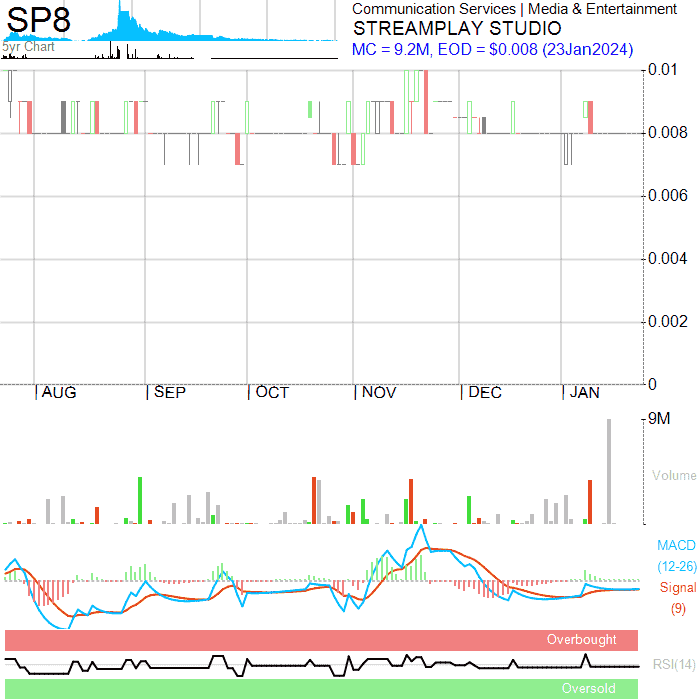 SP8
5yr Chart
Communication Services | Media & Entertainment
STREAMPLAY STUDIO
MC = 9.2M, EOD = $0.008 (23Jan2024)
0.01
0.008
0.006
0.004
0.002
0
AUG SEP OCT NOV DEC JAN
9M
Volume
MACD
(12-26)
Signal
(9)
Overbought
RSI(14)
Oversold